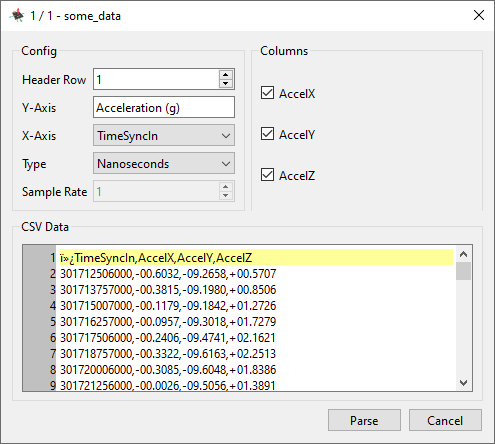 1 / 1 - some_data
Config
Header Row 1
Y-Axis Acceleration (g)
X-Axis TimeSyncIn
Type Nanoseconds
Sample Rate 1
Columns
AccelX
AccelY
AccelZ
CSV Data
1 ï»¿TimeSyncIn,AccelX,AccelY,AccelZ
2 301712506000,-00.6032,-09.2658,+00.5707
3 301713757000,-00.3815,-09.1980,+00.8506
4 301715007000,-00.1179,-09.1842,+01.2726
5 301716257000,-00.0957,-09.3018,+01.7279
6 301717506000,-00.2406,-09.4741,+02.1621
7 301718757000,-00.3322,-09.6163,+02.2513
8 301720006000,-00.3085,-09.6048,+01.8386
9 301721256000,-00.0026,-09.5056,+01.3891
Parse
Cancel